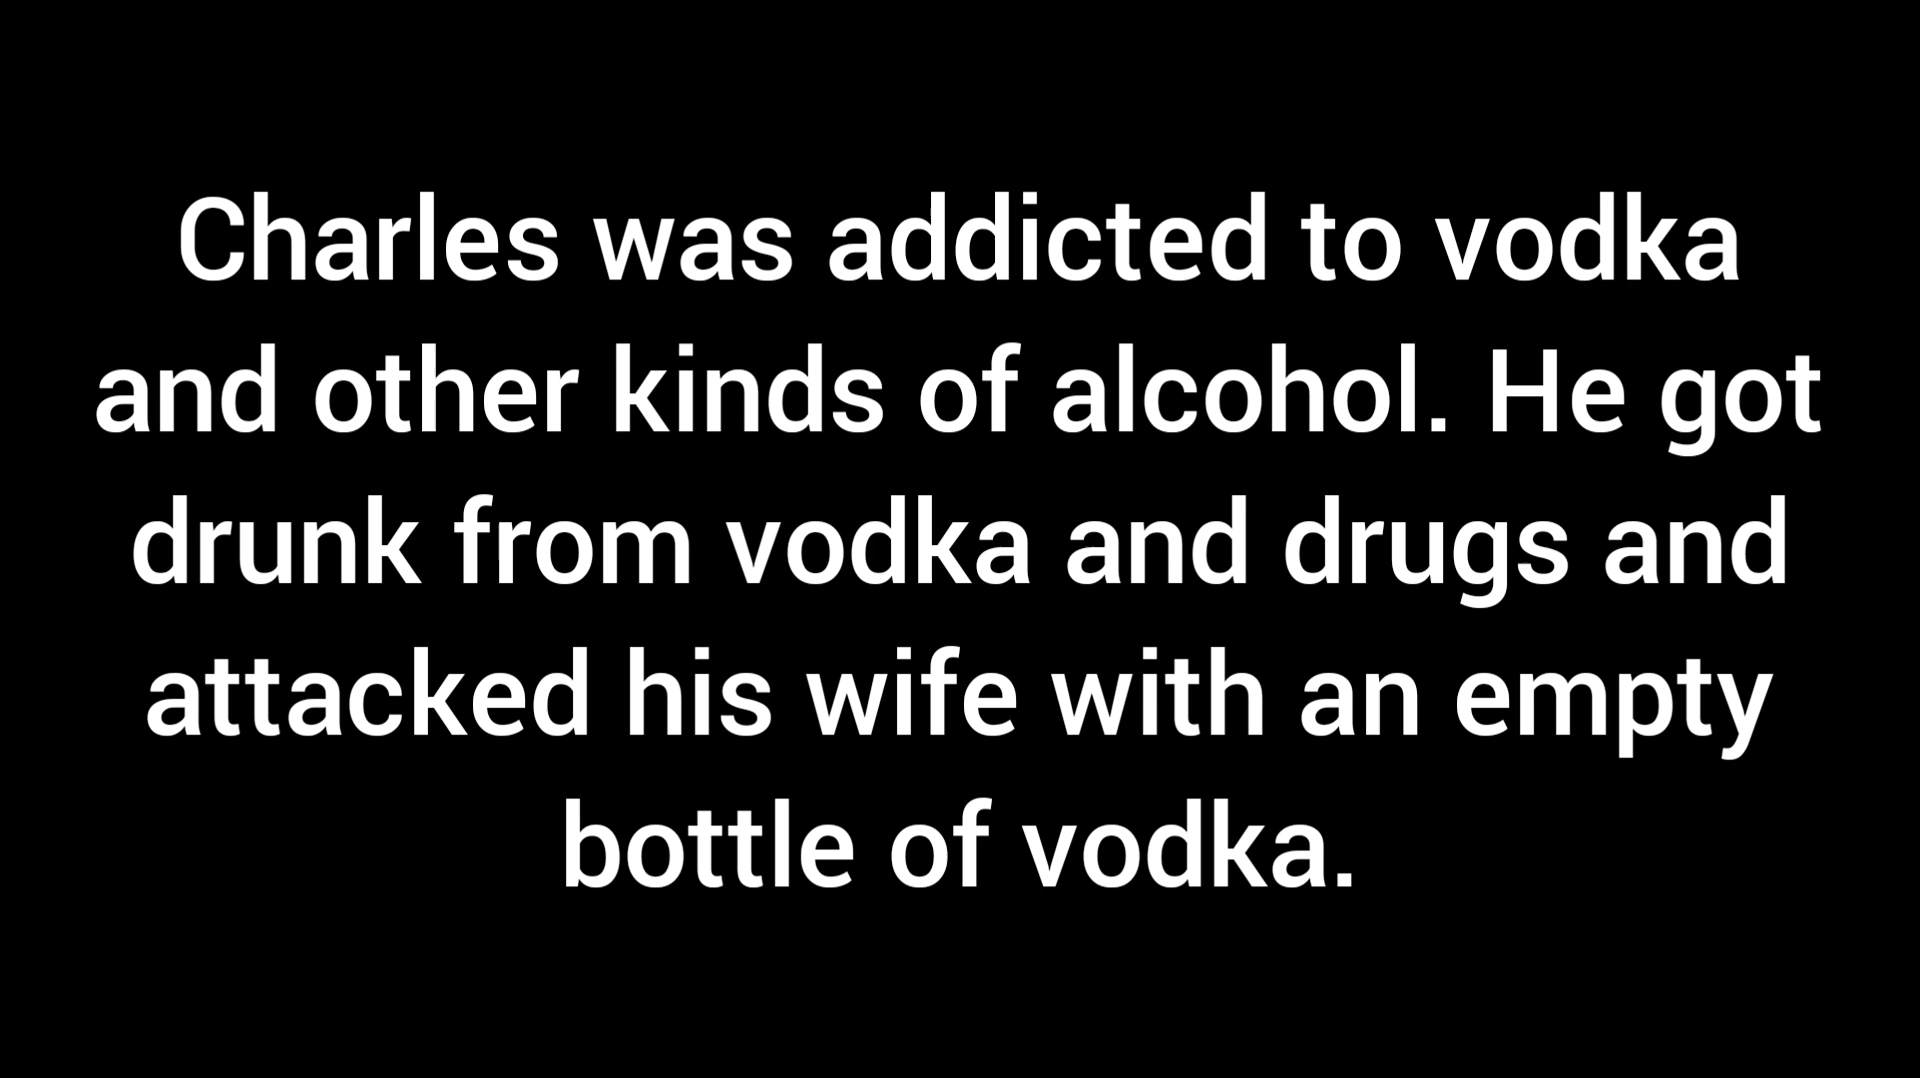 Charles was addicted to vodka
and other kinds of alcohol. He got
drunk from vodka and drugs and
attacked his wife with an empty
bottle of vodka.